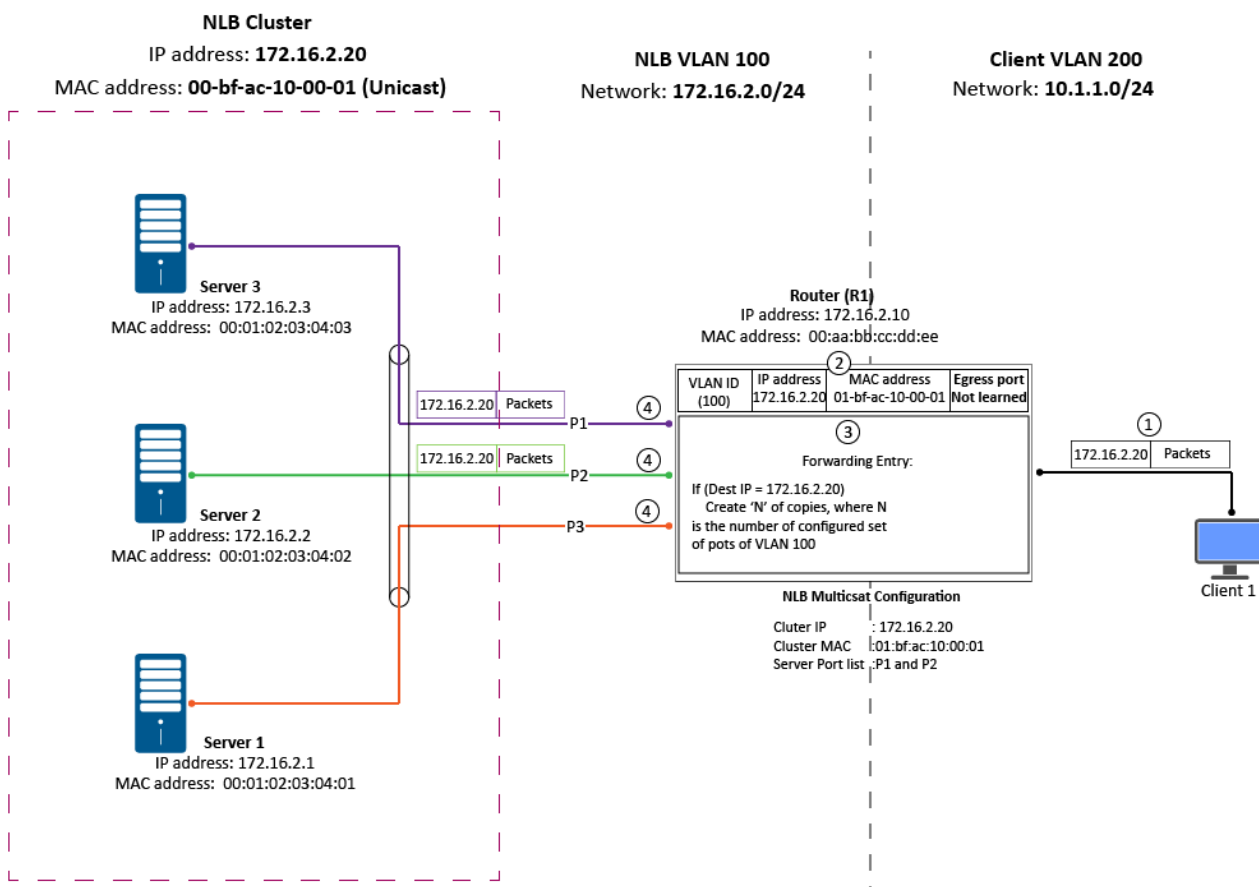 NLB Cluster
IP address: 172.16.2.20
MAC address: 00-bf-ac-10-00-01 (Unicast)
NLB VLAN 100
Network: 172.16.2.0/24
Client VLAN 200
Network: 10.1.1.0/24
Server 3
IP address: 172.16.2.3
MAC address: 00:01:02:03:04:03
Server 2
IP address: 172.16.2.2
MAC address: 00:01:02:03:04:02
Server 1
IP address: 172.16.2.1
MAC address: 00:01:02:03:04:01
172.16.2.20 Packets
4
P1
172.16.2.20 Packets
4
P2
4
P3
Router (R1)
IP address: 172.16.2.10
MAC address: 00:aa:bb:cc:dd:ee
2
VLAN ID
(100)
IP address
172.16.2.20
MAC address
01-bf-ac-10-00-01
Egress port
Not learned
3
Forwarding Entry:
If (Dest IP = 172.16.2.20)
Create ‘N’ of copies, where N
is the number of configured set
of pots of VLAN 100
NLB Multicsat Configuration
Cluter IP : 172.16.2.20
Cluster MAC :01:bf:ac:10:00:01
Server Port list :P1 and P2
1
172.16.2.20 Packets
Client 1